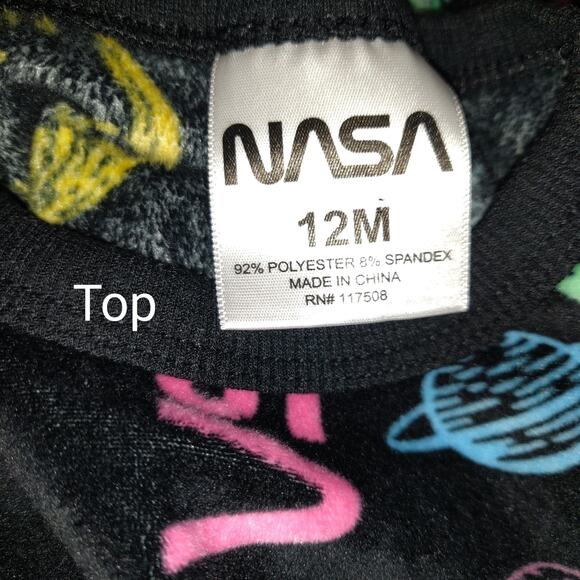 NASA
12M
92% POLYESTER 8% SPANDEX
MADE IN CHINA
RN# 117508
Top